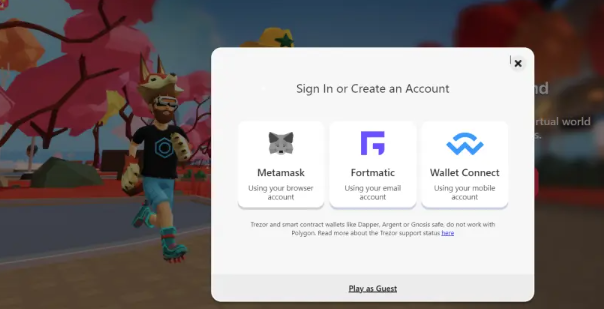 Sign In or Create an Account
nd
irtual world
s.
Metamask
Using your browser
account
Fortmatic
Using your email
account
Wallet Connect
Using your mobile
account
Trezor and smart contract wallets like Dapper, Argent or Gnosis safe, do not work with
Polygon. Read more about the Trezor support status here
Play as Guest